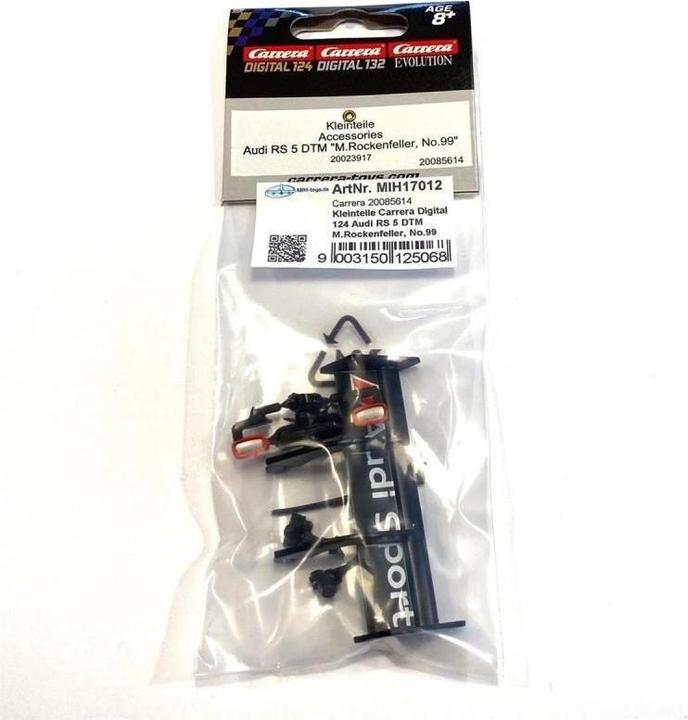 AGE
8+
Carrera Carrera Carrera
DIGITAL 124 DIGITAL 132 EVOLUTION
Kleinteile
Accessories
Audi RS 5 DTM "M.Rockenfeller, No.99"
20023917
20085614
carrera-toys.com
ArtNr. MIH17012
Carrera 20085614
Kleinteile Carrera Digital
124 Audi RS 5 DTM
M.Rockenfeller, No.99
9 003150 125068
Audi Sport